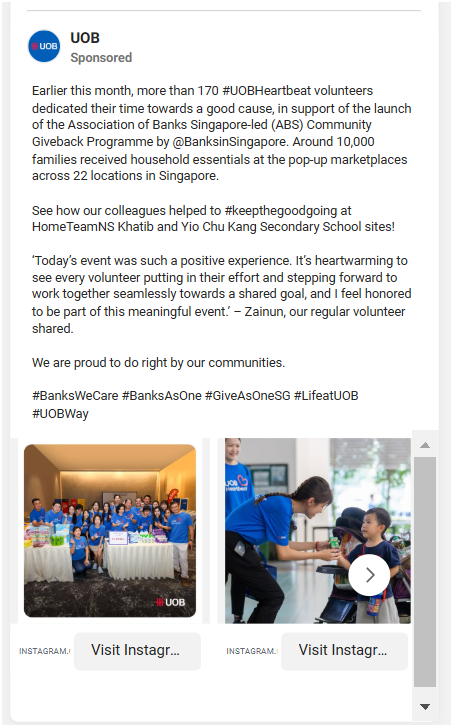 UOB
Sponsored
Earlier this month, more than 170 #UOBHeartbeat volunteers
dedicated their time towards a good cause, in support of the launch
of the Association of Banks Singapore-led (ABS) Community
Giveback Programme by @BanksinSingapore. Around 10,000
families received household essentials at the pop-up marketplaces
across 22 locations in Singapore.
See how our colleagues helped to #keepthegoodgoing at
HomeTeamNS Khatib and Yio Chu Kang Secondary School sites!
‘Today’s event was such a positive experience. It’s heartwarming to
see every volunteer putting in their effort and stepping forward to
work together seamlessly towards a shared goal, and I feel honored
to be part of this meaningful event.’ – Zainun, our regular volunteer
shared.
We are proud to do right by our communities.
#BanksWeCare #BanksAsOne #GiveAsOneSG #LifeatUOB
#UOBWay
UOB
UOB
INSTAGRAM.
Visit Instagr...
INSTAGRAM.
Visit Instagr...